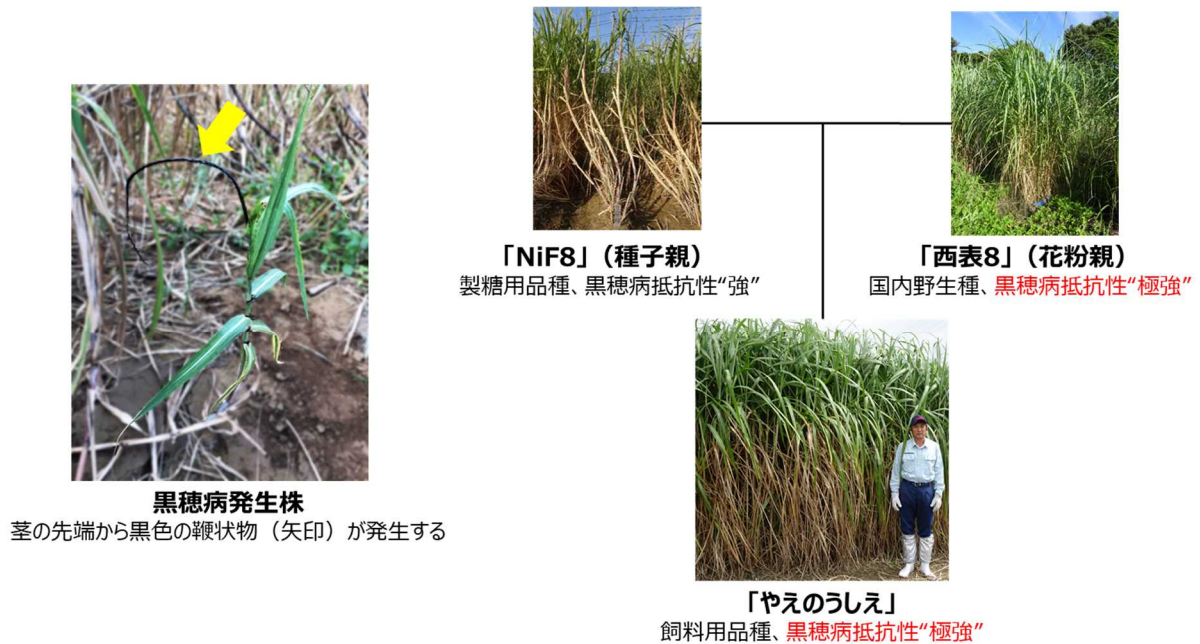 黒穂病発生株
茎の先端から黒色の鞭状物（矢印）が発生する
「NiF8」（種子親）
製糖用品種、黒穂病抵抗性“強”
「西表8」（花粉親）
国内野生種、黒穂病抵抗性“極強”
「やえのうしえ」
飼料用品種、黒穂病抵抗性“極強”